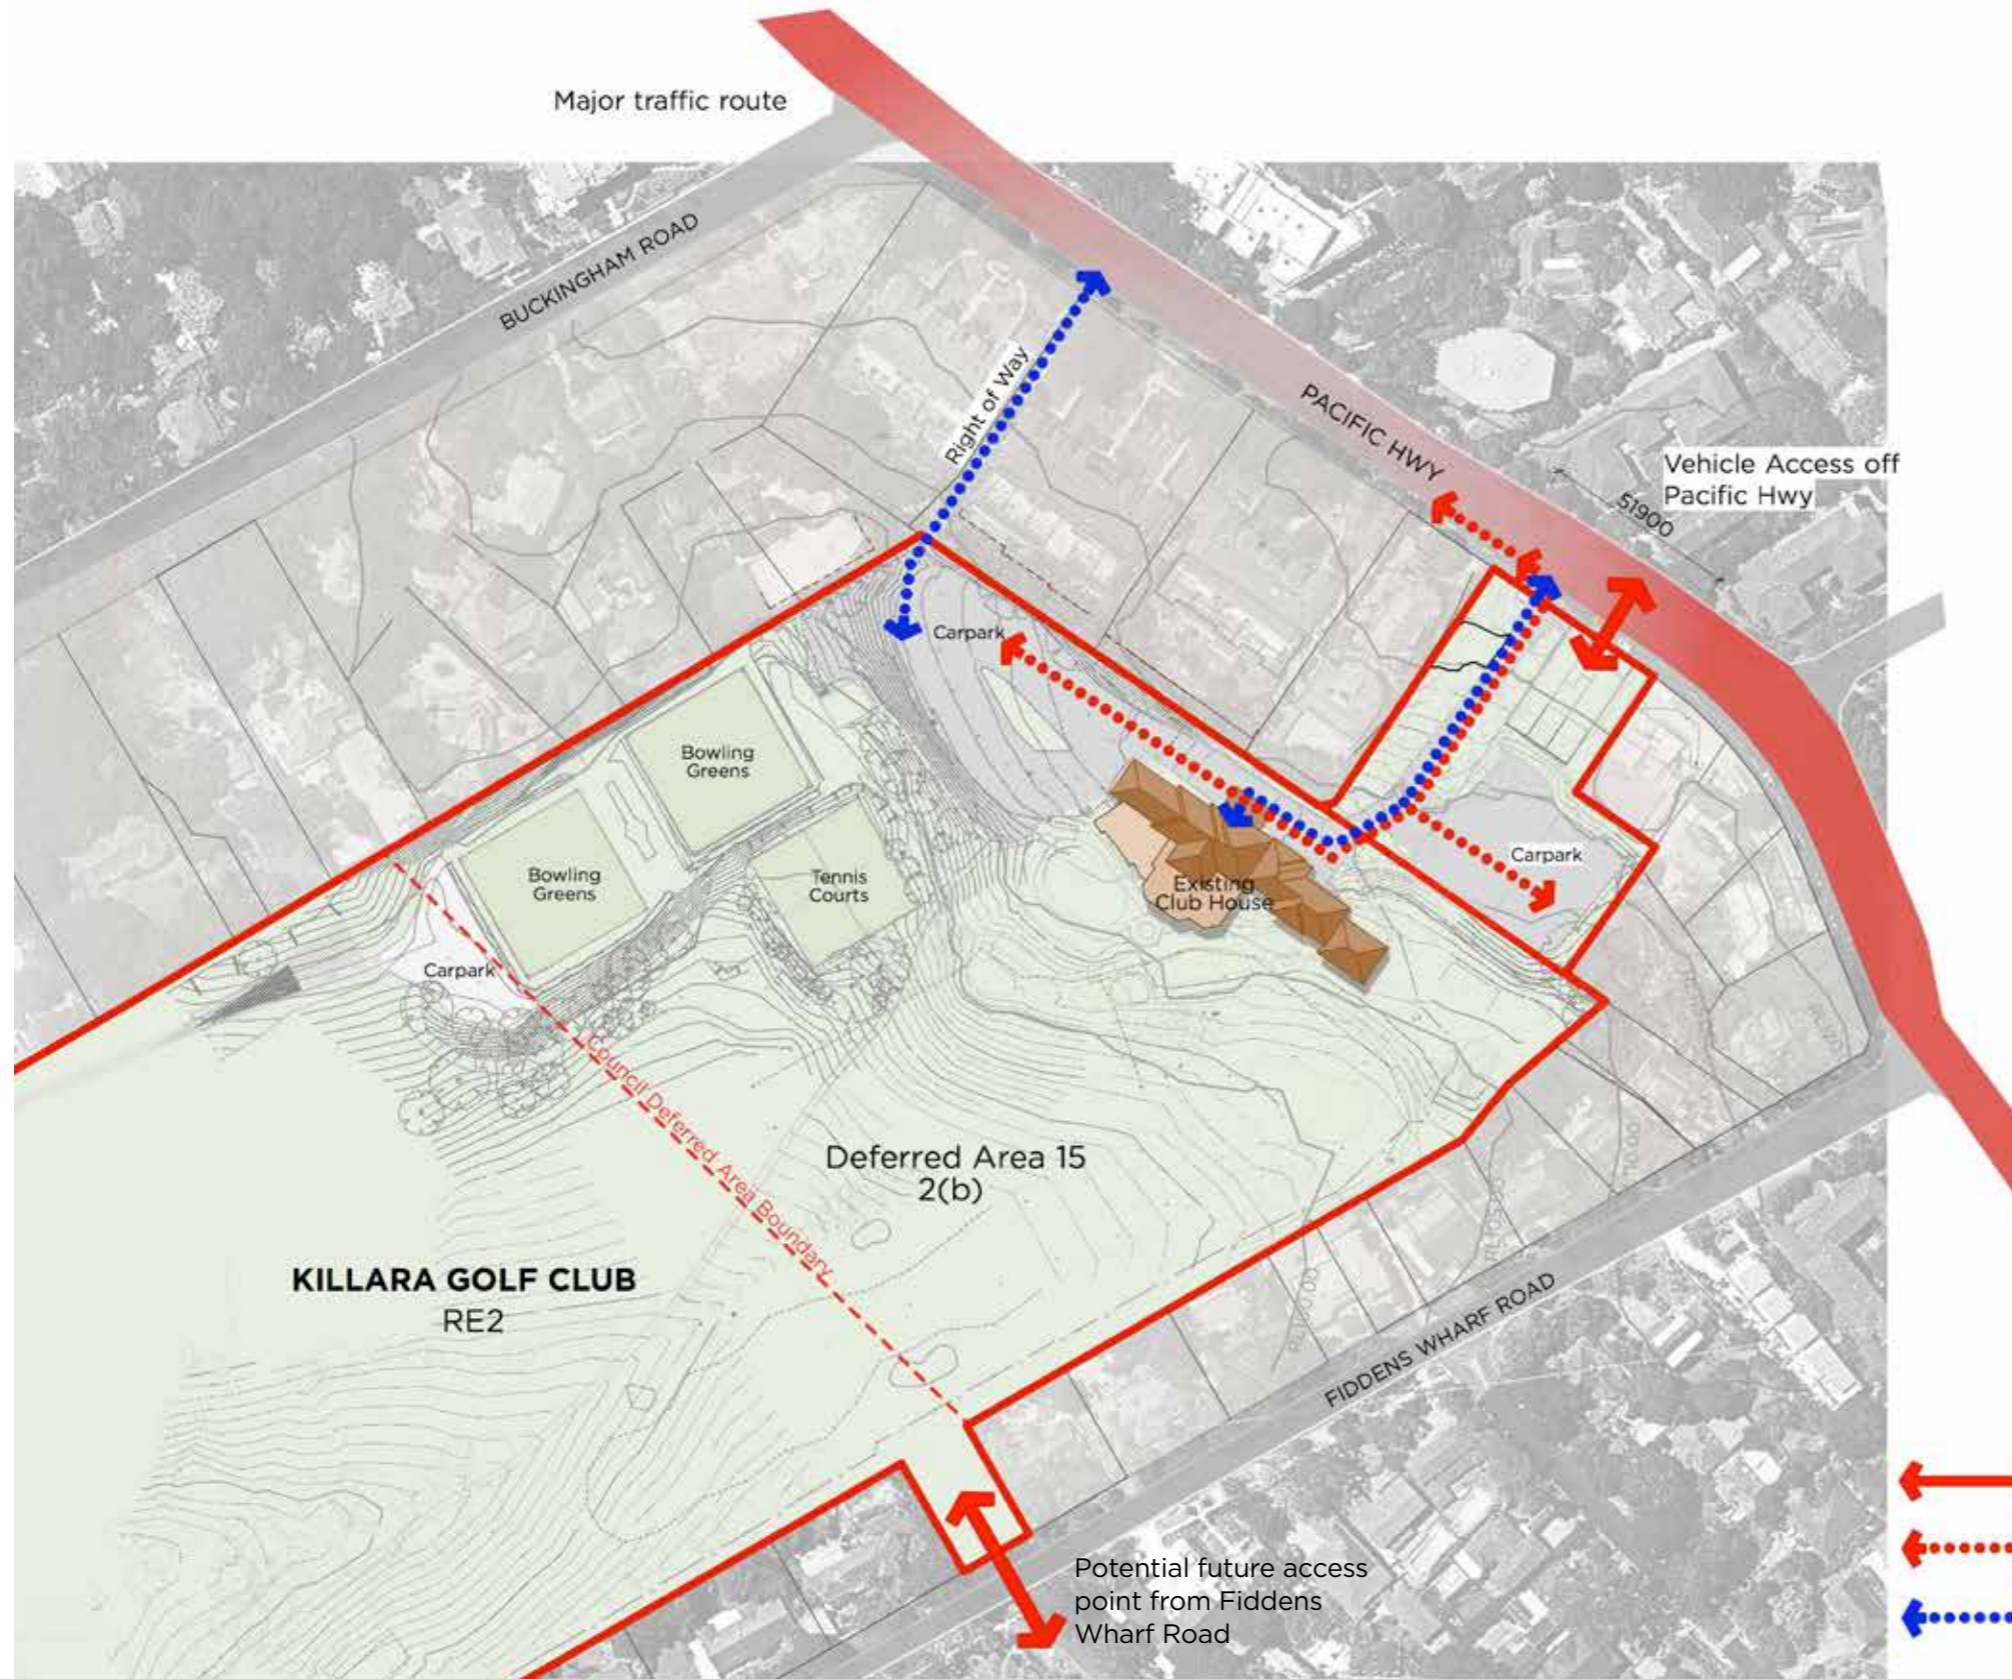 Major traffic route
BUCKINGHAM ROAD
Right of Way
PACIFIC HWY
Vehicle Access off
Pacific Hwy
51900
Carpark
Bowling
Greens
Bowling
Greens
Tennis
Courts
Existing
Club House
Carpark
Carpark
Council Deferred Area Boundary
Deferred Area 15
2(b)
KILLARA GOLF CLUB
RE2
FIDDENS WHARF ROAD
Potential future access
point from Fiddens
Wharf Road